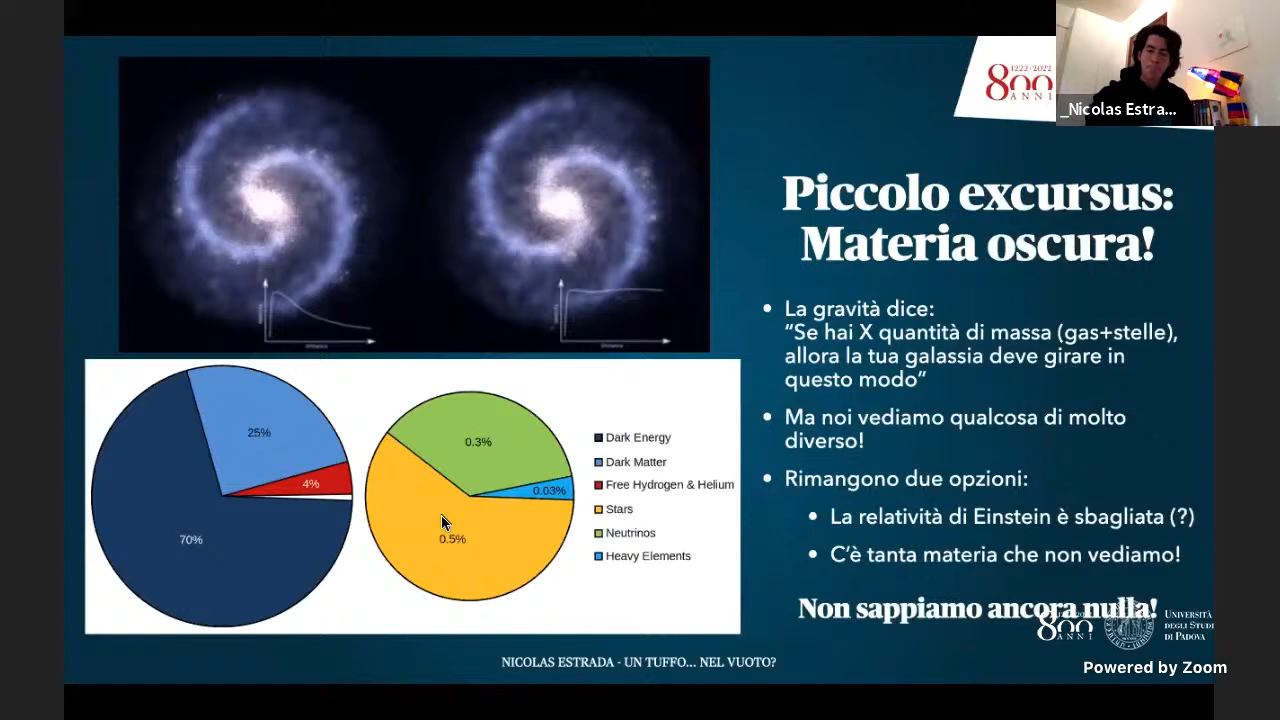 1222·2022
800
ANNI
_Nicolas Estra...
Piccolo excursus:
Materia oscura!
• La gravità dice:
“Se hai X quantità di massa (gas+stelle),
allora la tua galassia deve girare in
questo modo”
• Ma noi vediamo qualcosa di molto
diverso!
• Rimangono due opzioni:
• La relatività di Einstein è sbagliata (?)
• C’è tanta materia che non vediamo!
Non sappiamo ancora nulla!
25%
4%
70%
0.3%
0.03%
0.5%
Dark Energy
Dark Matter
Free Hydrogen & Helium
Stars
Neutrinos
Heavy Elements
800
ANNI
UNIVERSITÀ
DEGLI STUDI
DI PADOVA
NICOLAS ESTRADA - UN TUFFO... NEL VUOTO?
Powered by Zoom